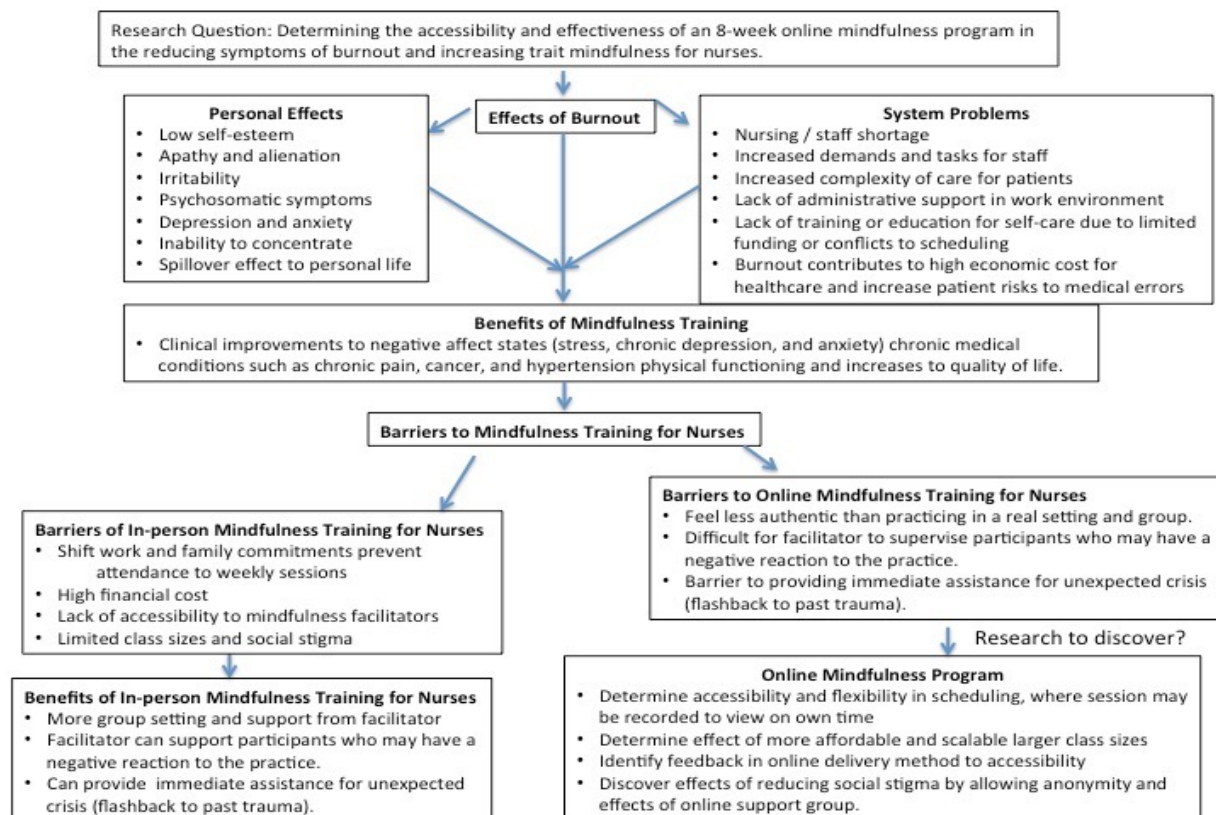 Research Question: Determining the accessibility and effectiveness of an 8-week online mindfulness program in
the reducing symptoms of burnout and increasing trait mindfulness for nurses.
Personal Effects
• Low self-esteem
• Apathy and alienation
• Irritability
• Psychosomatic symptoms
• Depression and anxiety
• Inability to concentrate
• Spillover effect to personal life
Effects of Burnout
System Problems
• Nursing / staff shortage
• Increased demands and tasks for staff
• Increased complexity of care for patients
• Lack of administrative support in work environment
• Lack of training or education for self-care due to limited
funding or conflicts to scheduling
• Burnout contributes to high economic cost for
healthcare and increase patient risks to medical errors
Benefits of Mindfulness Training
• Clinical improvements to negative affect states (stress, chronic depression, and anxiety) chronic medical
conditions such as chronic pain, cancer, and hypertension physical functioning and increases to quality of life.
Barriers to Mindfulness Training for Nurses
Barriers of In-person Mindfulness Training for Nurses
• Shift work and family commitments prevent
attendance to weekly sessions
• High financial cost
• Lack of accessibility to mindfulness facilitators
• Limited class sizes and social stigma
Benefits of In-person Mindfulness Training for Nurses
• More group setting and support from facilitator
• Facilitator can support participants who may have a
negative reaction to the practice.
• Can provide immediate assistance for unexpected
crisis (flashback to past trauma).
Barriers to Online Mindfulness Training for Nurses
• Feel less authentic than practicing in a real setting and group.
• Difficult for facilitator to supervise participants who may have a
negative reaction to the practice.
• Barrier to providing immediate assistance for unexpected crisis
(flashback to past trauma).
Research to discover?
Online Mindfulness Program
• Determine accessibility and flexibility in scheduling, where session may
be recorded to view on own time
• Determine effect of more affordable and scalable larger class sizes
• Identify feedback in online delivery method to accessibility
• Discover effects of reducing social stigma by allowing anonymity and
effects of online support group.